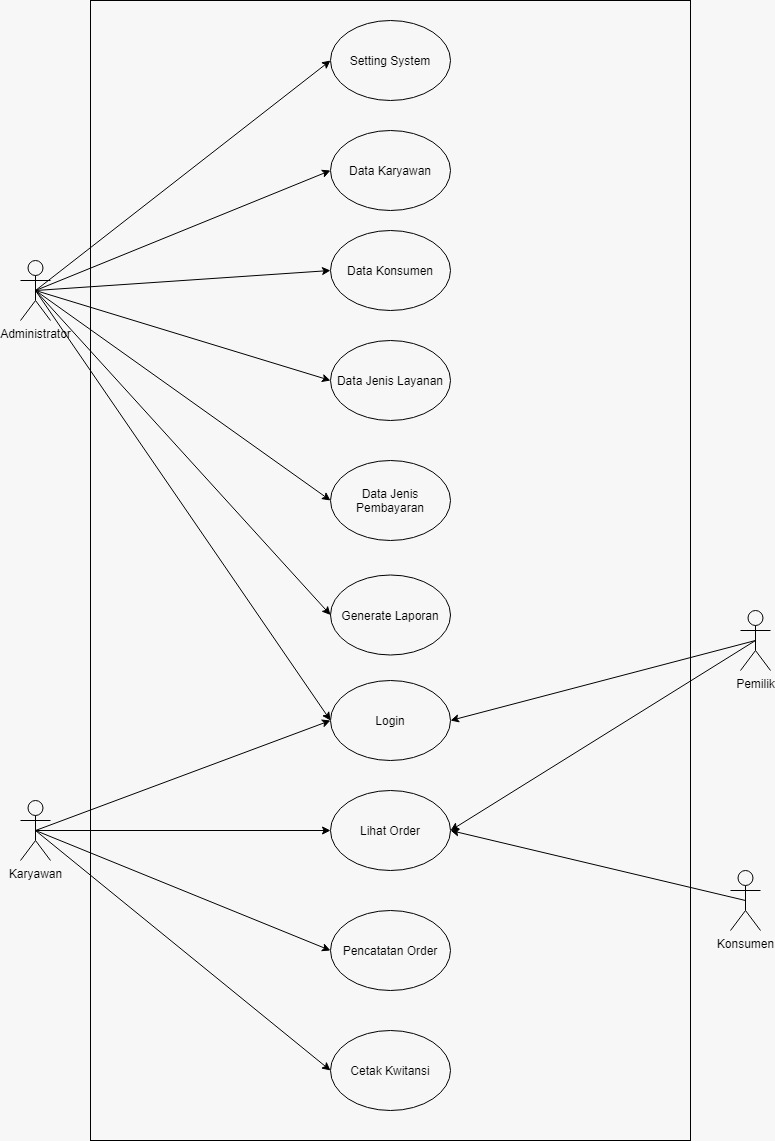 Setting System
Data Karyawan
Data Konsumen
Administrator
Data Jenis Layanan
Data Jenis
Pembayaran
Generate Laporan
Pemilik
Login
Lihat Order
Karyawan
Konsumen
Pencatatan Order
Cetak Kwitansi